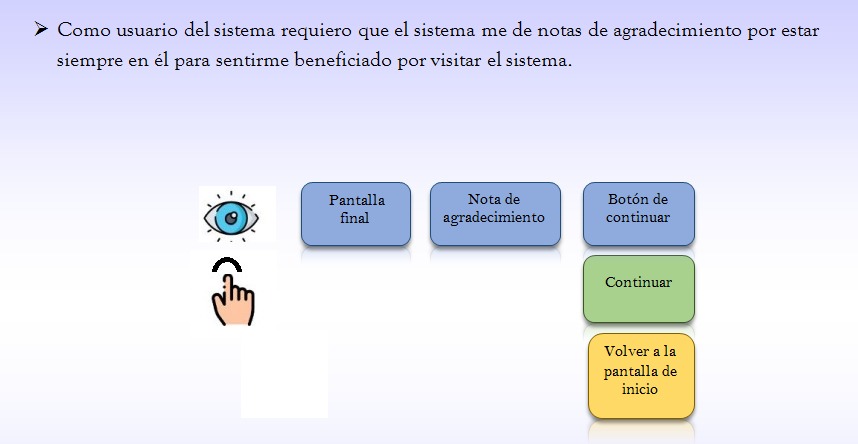 Como usuario del sistema requiero que el sistema me de notas de agradecimiento por estar
siempre en él para sentirme beneficiado por visitar el sistema.
Pantalla
final
Nota de
agradecimiento
Botón de
continuar
Continuar
Volver a la
pantalla de
inicio